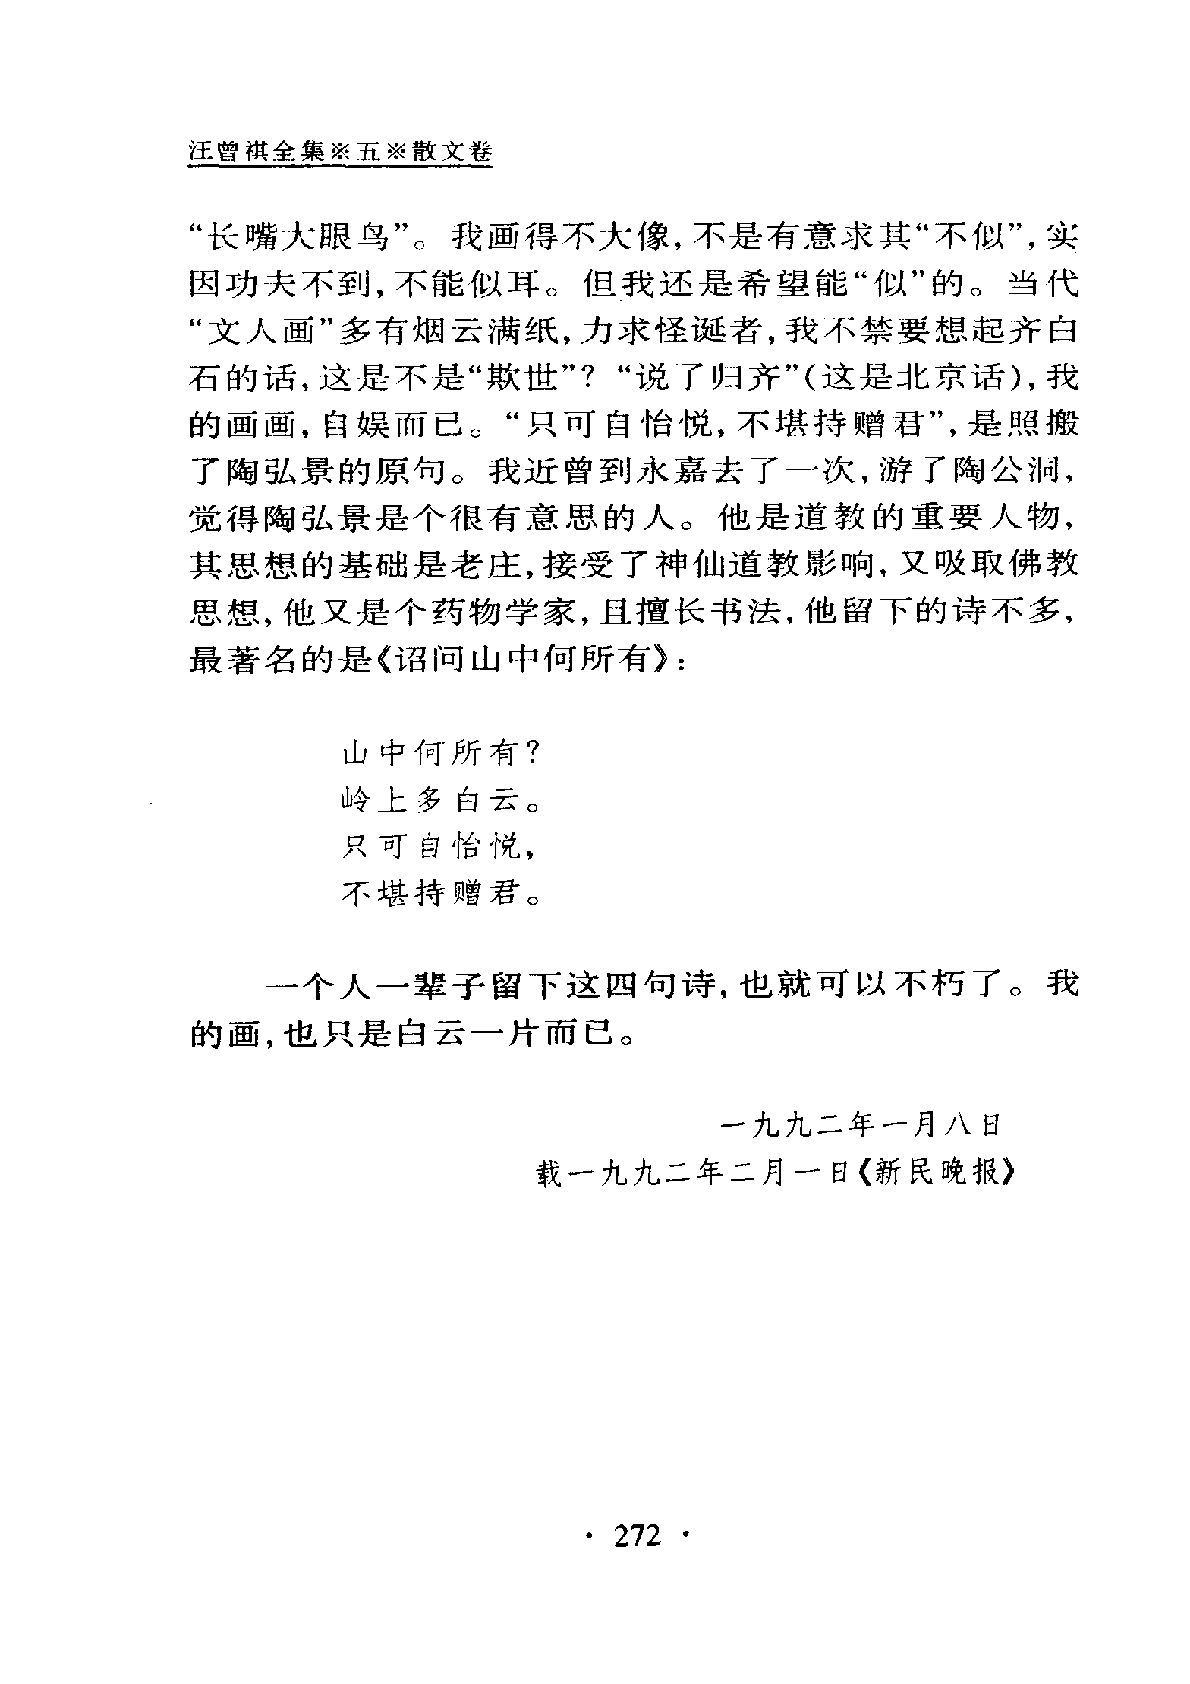 汪曾祺全集※五※散文卷
“长嘴大眼鸟”。我画得不大像,不是有意求其“不似”,实
因功夫不到,不能似耳。但我还是希望能“似”的。当代
“文人画”多有烟云满纸,力求怪诞者,我不禁要想起齐白
石的话,这是不是“欺世”?“说了归齐”(这是北京话),我
的画画,自娱而已。“只可自怡悦,不堪持赠君”,是照搬
了陶弘景的原句。我近曾到永嘉去了一次,游了陶公洞,
觉得陶弘景是个很有意思的人。他是道教的重要人物,
其思想的基础是老庄,接受了神仙道教影响,又吸取佛教
思想,他又是个药物学家,且擅长书法,他留下的诗不多,
最著名的是《诏问山中何所有》:
山中何所有?
岭上多白云。
只可自怡悦,
不堪持赠君。
一个人一辈子留下这四句诗,也就可以不朽了。我
的画,也只是白云一片而已。
一九九二年一月八日
载一九九二年二月一日《新民晚报》
· 272 ·